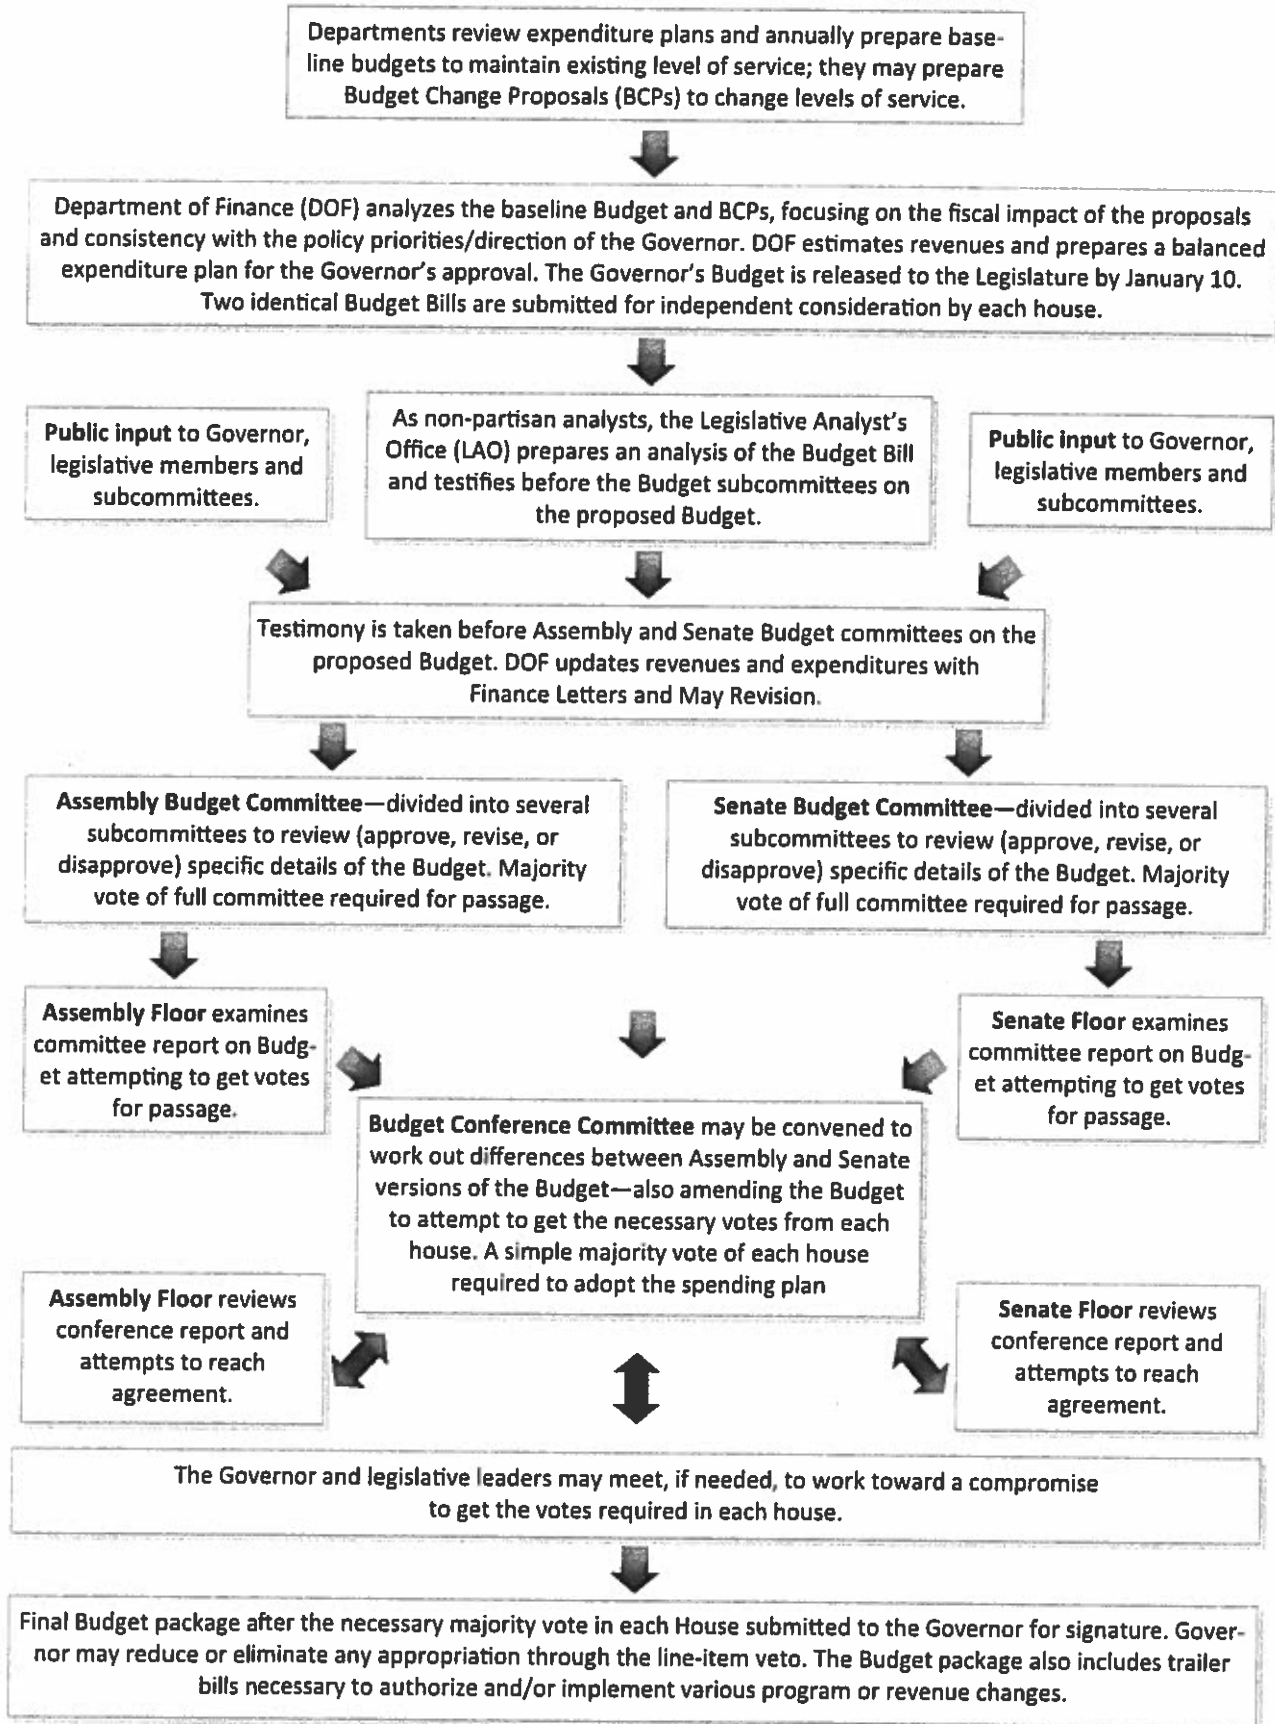 Departments review expenditure plans and annually prepare base-
line budgets to maintain existing level of service; they may prepare
Budget Change Proposals (BCPs) to change levels of service.
Department of Finance (DOF) analyzes the baseline Budget and BCPs, focusing on the fiscal impact of the proposals
and consistency with the policy priorities/direction of the Governor. DOF estimates revenues and prepares a balanced
expenditure plan for the Governor's approval. The Governor's Budget is released to the Legislature by January 10.
Two identical Budget Bills are submitted for independent consideration by each house.
Public input to Governor,
legislative members and
subcommittees.
As non-partisan analysts, the Legislative Analyst's
Office (LAO) prepares an analysis of the Budget Bill
and testifies before the Budget subcommittees on
the proposed Budget.
Public input to Governor,
legislative members and
subcommittees.
Testimony is taken before Assembly and Senate Budget committees on the
proposed Budget. DOF updates revenues and expenditures with
Finance Letters and May Revision.
Assembly Budget Committee—divided into several
subcommittees to review (approve, revise, or
disapprove) specific details of the Budget. Majority
vote of full committee required for passage.
Senate Budget Committee—divided into several
subcommittees to review (approve, revise, or
disapprove) specific details of the Budget. Majority
vote of full committee required for passage.
Assembly Floor examines
committee report on Budg-
et attempting to get votes
for passage.
Senate Floor examines
committee report on Budg-
et attempting to get votes
for passage.
Budget Conference Committee may be convened to
work out differences between Assembly and Senate
versions of the Budget—also amending the Budget
to attempt to get the necessary votes from each
house. A simple majority vote of each house
required to adopt the spending plan
Assembly Floor reviews
conference report and
attempts to reach
agreement.
Senate Floor reviews
conference report and
attempts to reach
agreement.
The Governor and legislative leaders may meet, if needed, to work toward a compromise
to get the votes required in each house.
Final Budget package after the necessary majority vote in each House submitted to the Governor for signature. Gover-
nor may reduce or eliminate any appropriation through the line-item veto. The Budget package also includes trailer
bills necessary to authorize and/or implement various program or revenue changes.